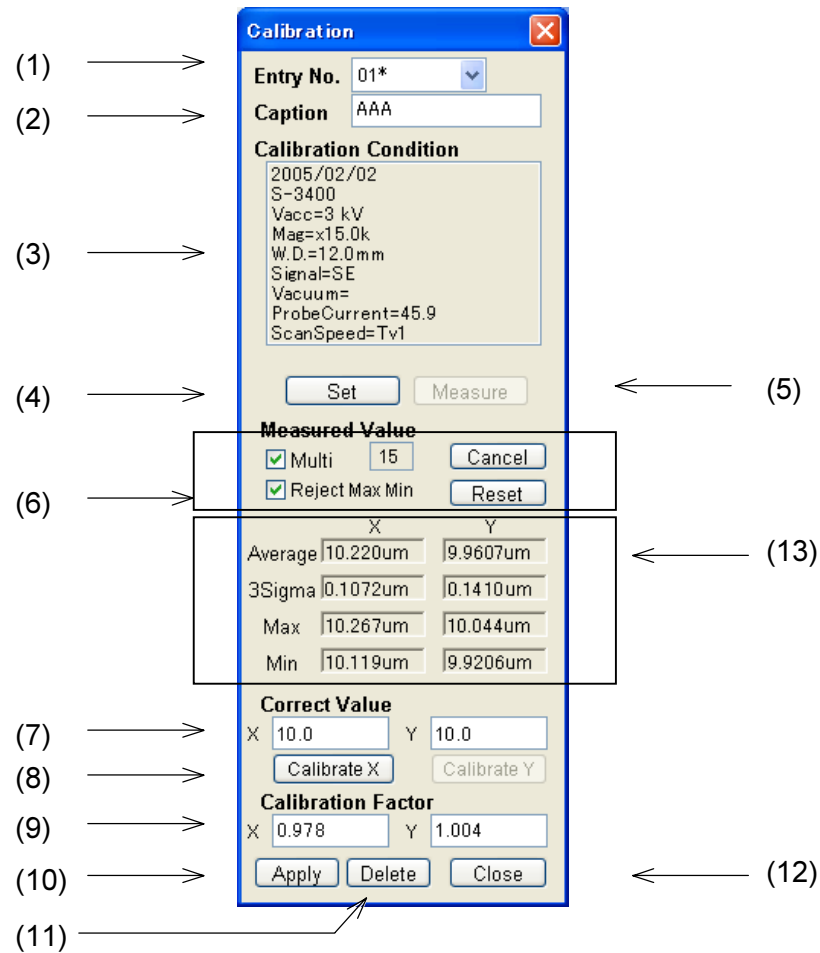 Calibration
(1) Entry No. 01*
(2) Caption AAA
Calibration Condition
2005/02/02
S-3400
Vacc=3 kV
Mag=x15.0k
(3) W.D.=12.0mm
Signal=SE
Vacuum=
ProbeCurrent=45.9
ScanSpeed=Tv1
(4) Set Measure (5)
Measured Value
Multi 15 Cancel
(6) Reject Max Min Reset
X Y
Average 10.220um 9.9607um (13)
3Sigma 0.1072um 0.1410um
Max 10.267um 10.044um
Min 10.119um 9.9206um
Correct Value
(7) X 10.0 Y 10.0
(8) Calibrate X Calibrate Y
Calibration Factor
(9) X 0.978 Y 1.004
(10) Apply Delete Close (12)
(11)